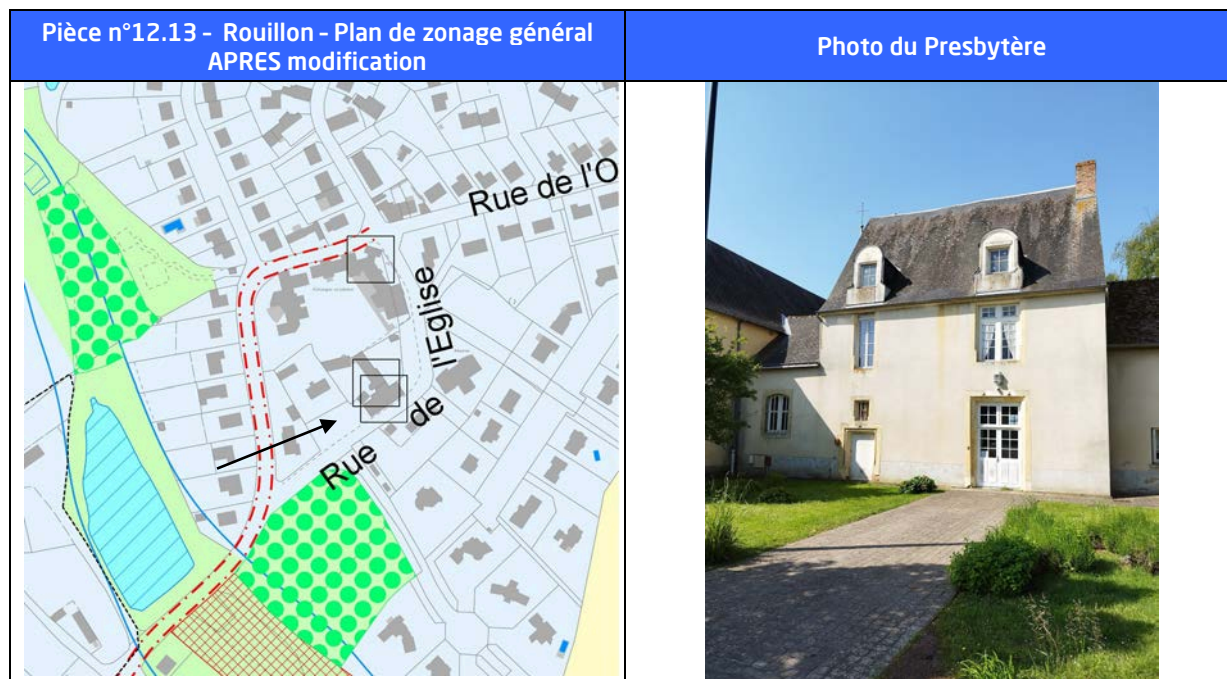 Pièce n°12.13 – Rouillon – Plan de zonage général
APRES modification
Photo du Presbytère
Rue de l'O
Rue de l'Eglise